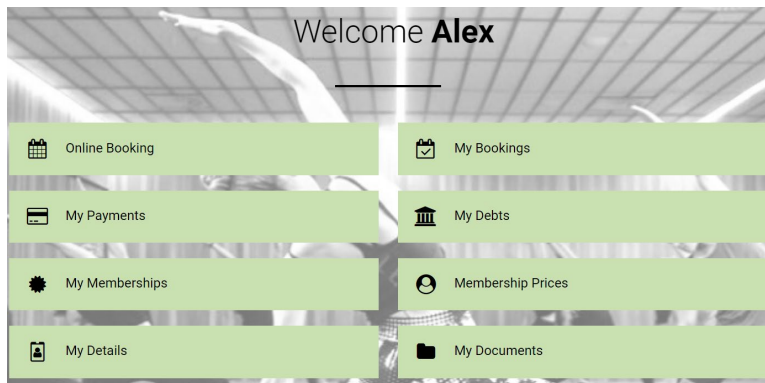 Welcome Alex
Online Booking
My Bookings
My Payments
My Debts
My Memberships
Membership Prices
My Details
My Documents